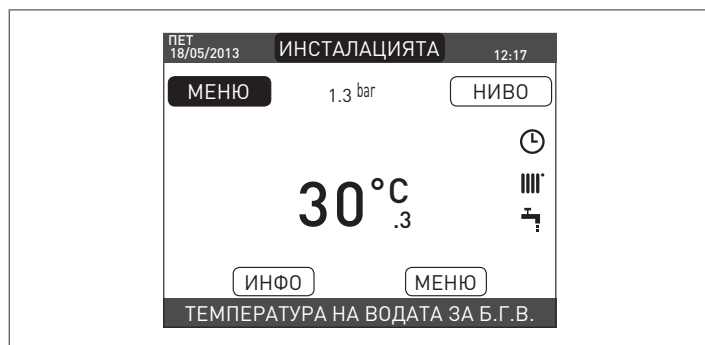 ПЕТ
18/05/2013 ИНСТАЛАЦИЯТА 12:17
МЕНЮ 1.3 bar НИВО
30°C
.3
ИНФО МЕНЮ
ТЕМПЕРАТУРА НА ВОДАТА ЗА Б.Г.В.